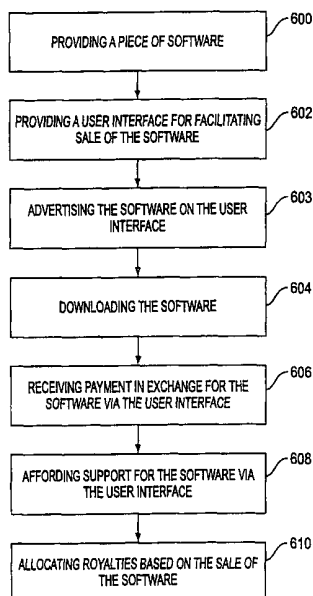 600
PROVIDING A PIECE OF SOFTWARE
602
PROVIDING A USER INTERFACE FOR FACILITATING
SALE OF THE SOFTWARE
603
ADVERTISING THE SOFTWARE ON THE USER
INTERFACE
604
DOWNLOADING THE SOFTWARE
606
RECEIVING PAYMENT IN EXCHANGE FOR THE
SOFTWARE VIA THE USER INTERFACE
608
AFFORDING SUPPORT FOR THE SOFTWARE VIA
THE USER INTERFACE
610
ALLOCATING ROYALTIES BASED ON THE SALE OF
THE SOFTWARE